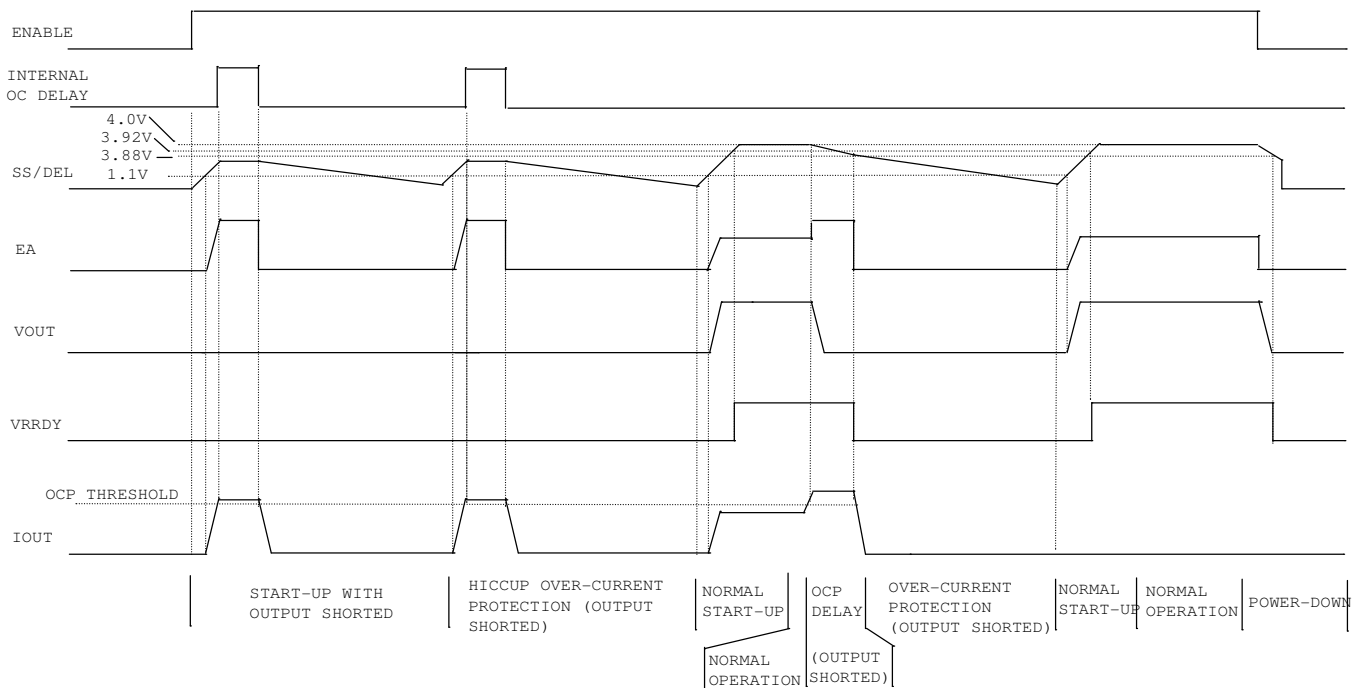 ENABLE
INTERNAL
OC DELAY
4.0V
3.92V
3.88V
SS/DEL
1.1V
EA
VOUT
VRRDY
OCP THRESHOLD
IOUT
START-UP WITH
OUTPUT SHORTED
HICCUP OVER-CURRENT
PROTECTION (OUTPUT
SHORTED)
NORMAL
START-UP
NORMAL
OPERATION
OCP
DELAY
(OUTPUT
SHORTED)
OVER-CURRENT
PROTECTION
(OUTPUT SHORTED)
NORMAL
START-UP
NORMAL
OPERATION
POWER-DOWN